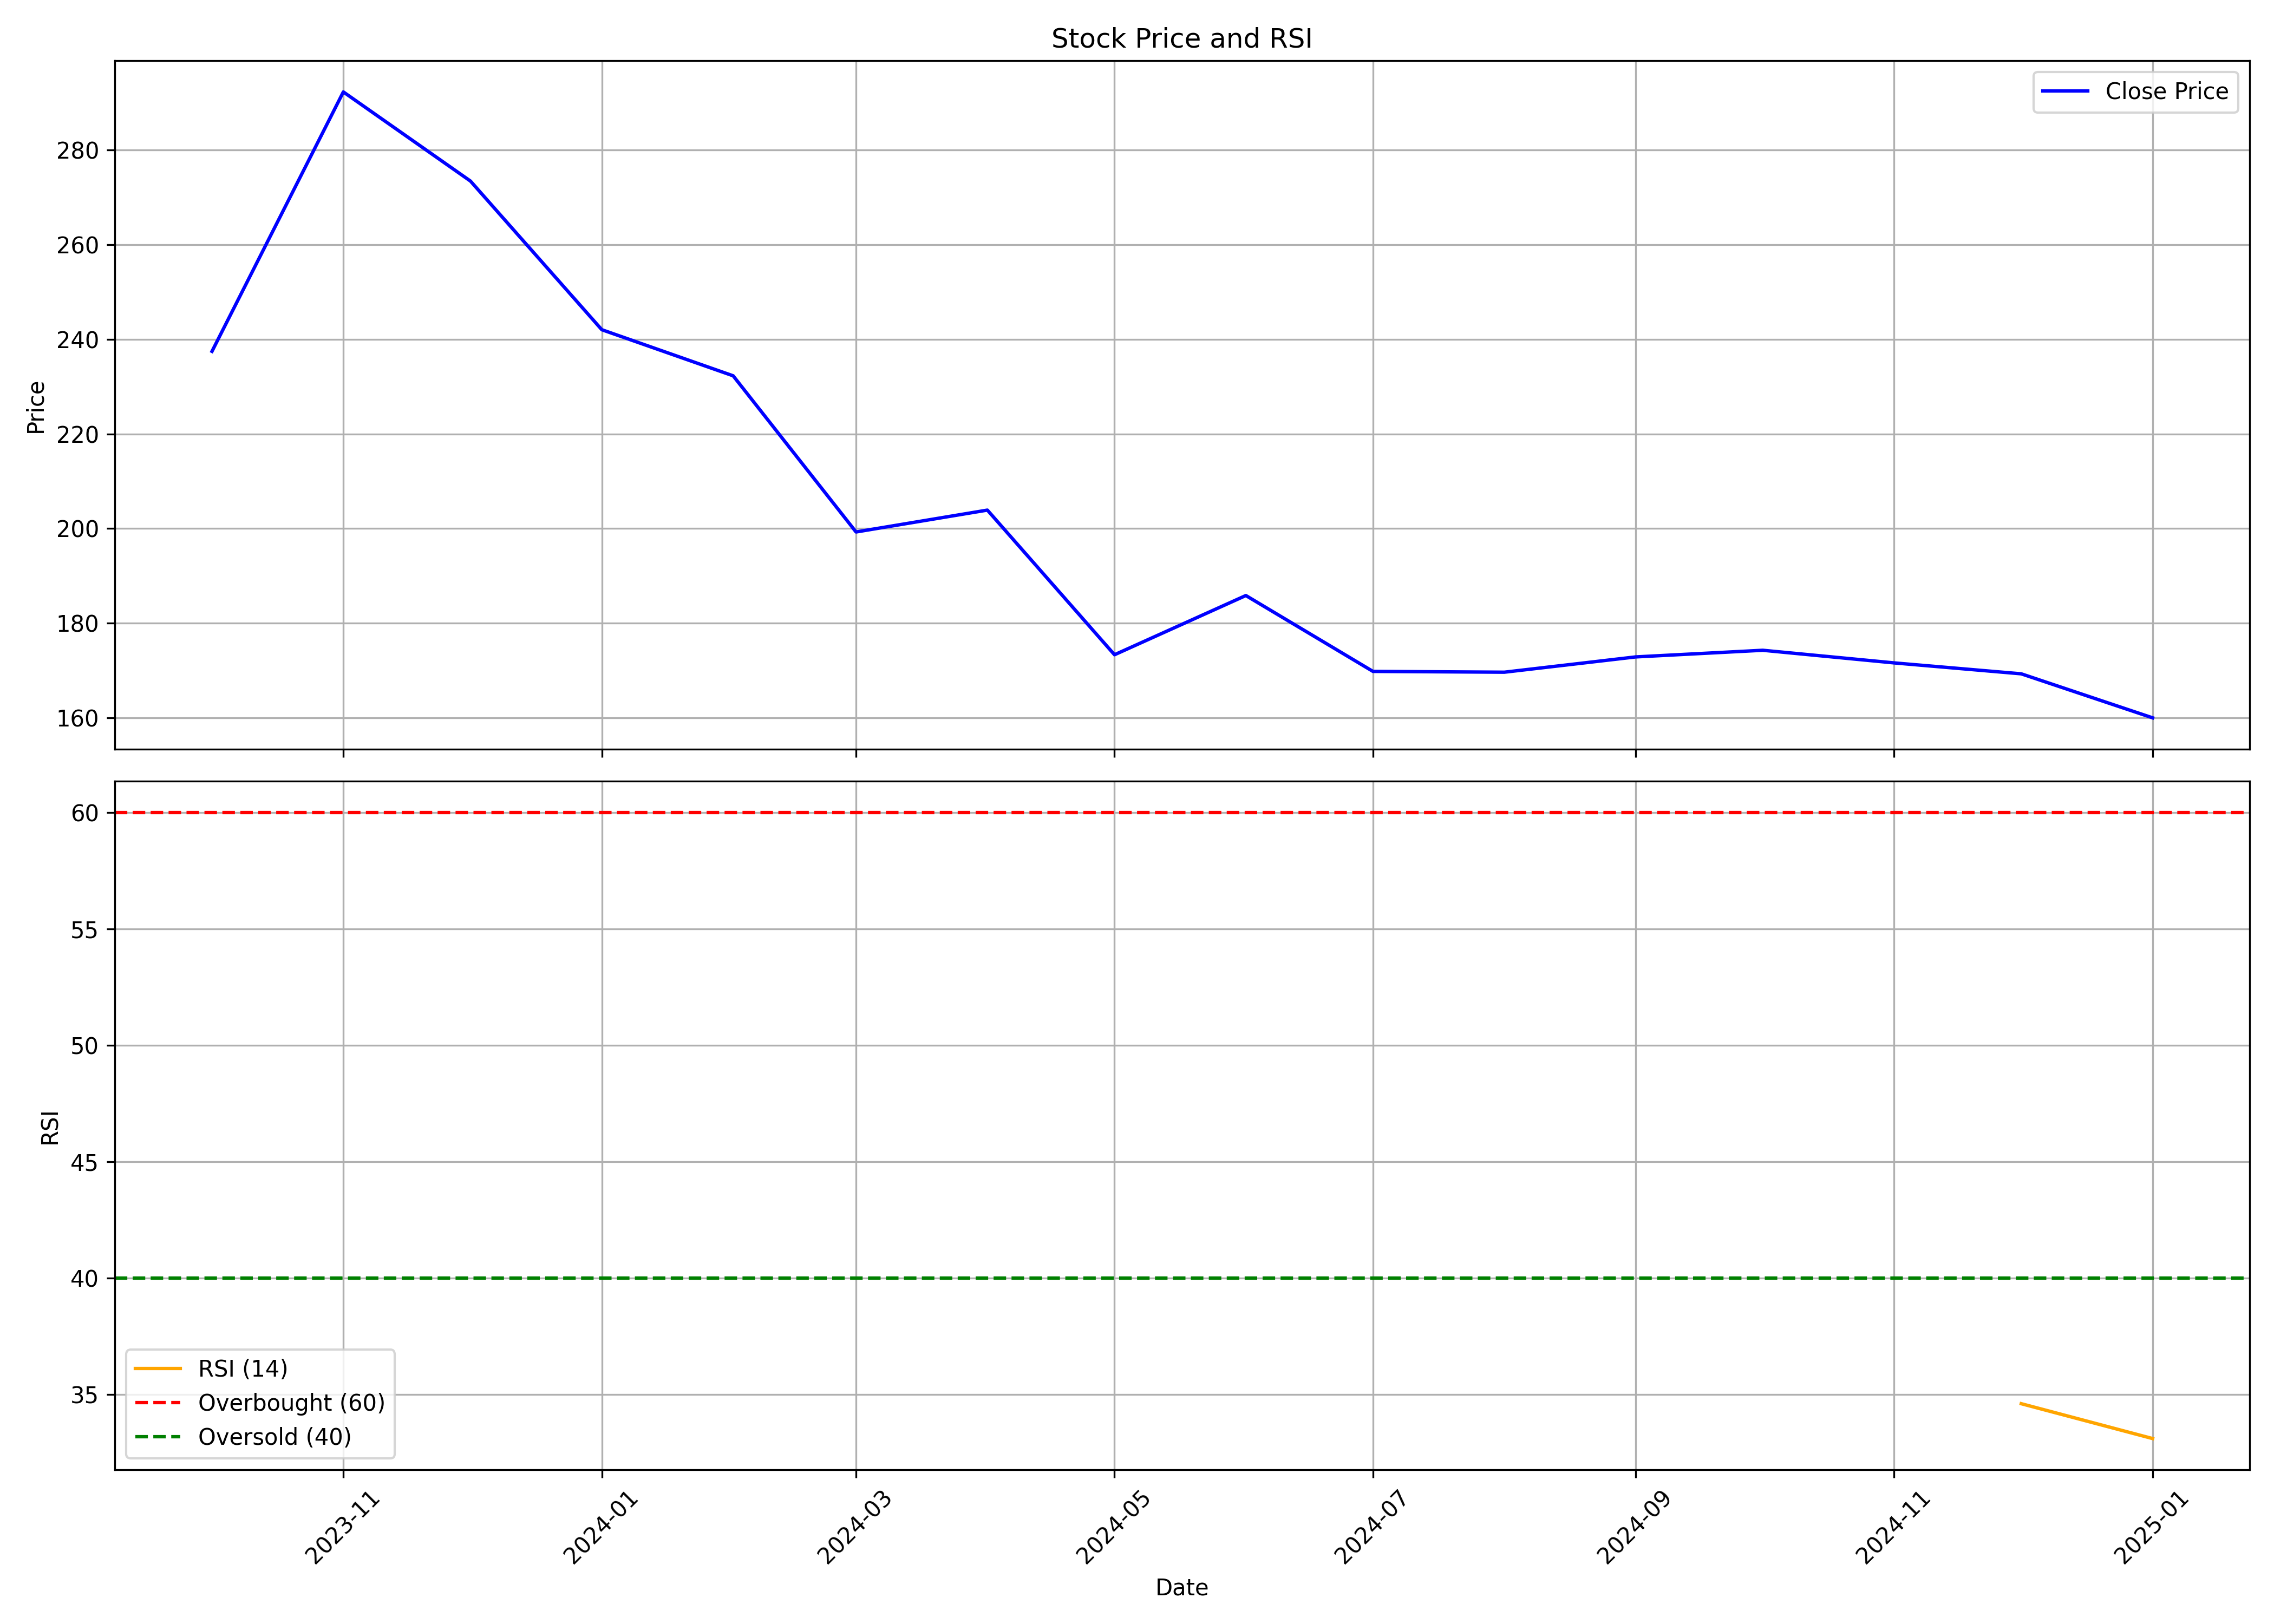 Stock Price and RSI
Close Price
Price
280
260
240
220
200
180
160
RSI
60
55
50
45
40
35
RSI (14)
Overbought (60)
Oversold (40)
2023-11
2024-01
2024-03
2024-05
2024-07
2024-09
2024-11
2025-01
Date